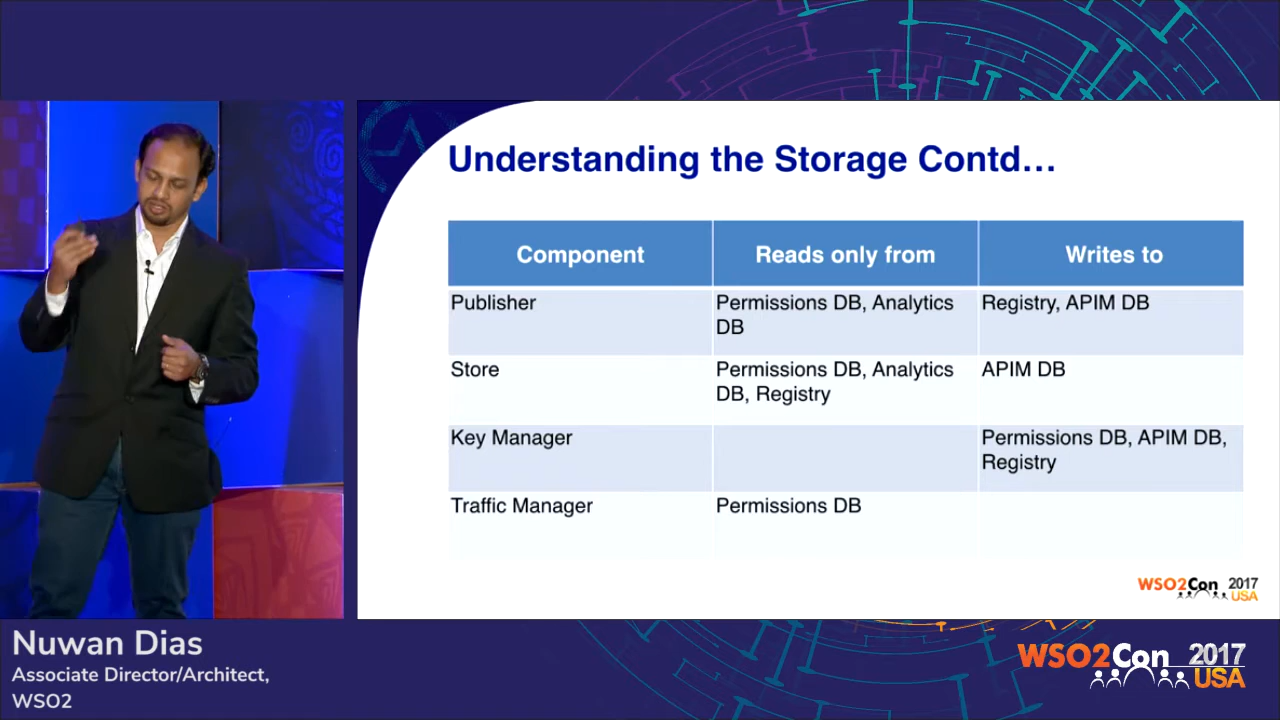 Understanding the Storage Contd...
Component Reads only from Writes to
Publisher Permissions DB, Analytics DB Registry, APIM DB
Store Permissions DB, Analytics DB, Registry APIM DB
Key Manager Permissions DB, APIM DB, Registry
Traffic Manager Permissions DB
WSO2Con 2017 USA
Nuwan Dias
Associate Director/Architect,
WSO2
WSO2Con 2017 USA